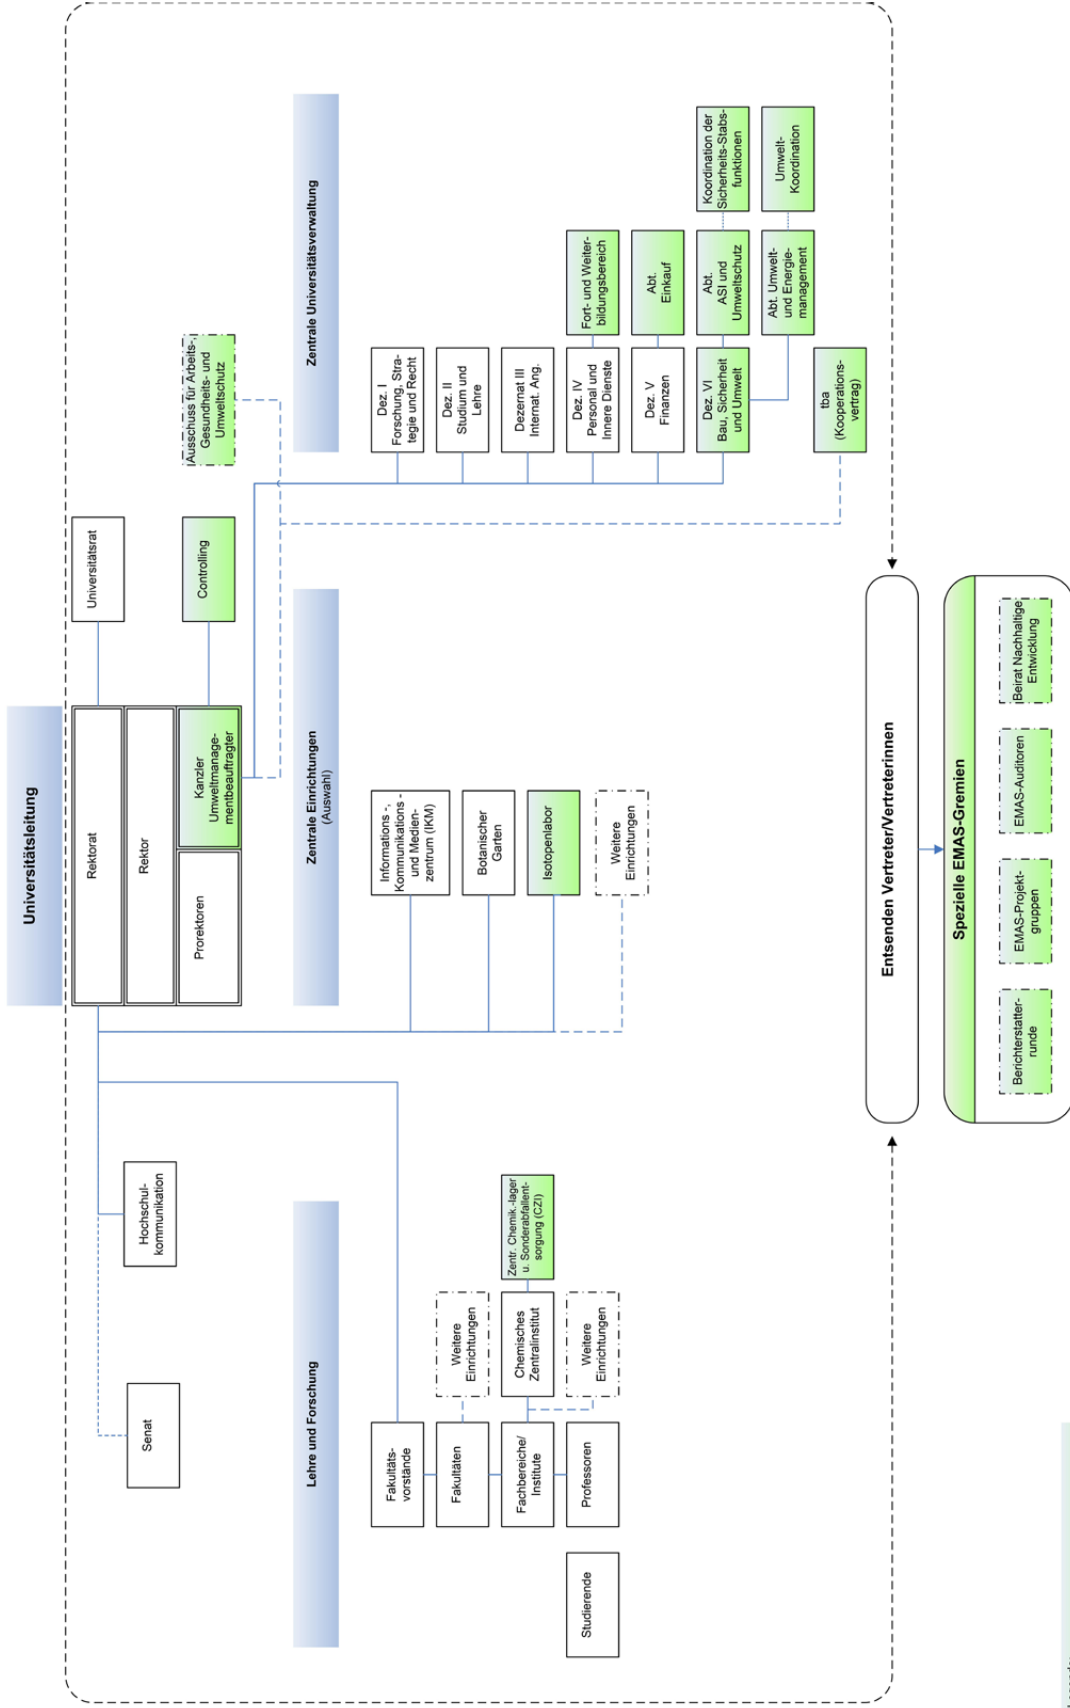 Universitätsleitung
Rektorat
Rektor
Prorektoren
Kanzler
Umweltmanage-
mentbeauftragter
Universitätsrat
Controlling
Ausschuss für Arbeits-,
Gesundheits- und
Umweltschutz
Hochschul-
kommunikation
Senat
Lehre und Forschung
Fakultäts-
vorstände
Fakultäten
Weitere
Einrichtungen
Fachbereiche/
Institute
Chemisches
Zentralinstitut
Zentr. Chemik.-lager
u. Sonderabfallent-
sorgung (CZI)
Studierende
Professoren
Weitere
Einrichtungen
Zentrale Einrichtungen
(Auswahl)
Informations -,
Kommunikations -
und Medien-
zentrum (IKM)
Botanischer
Garten
Isotopenlabor
Weitere
Einrichtungen
Zentrale Universitätsverwaltung
Dez. I
Forschung, Stra-
tegie und Recht
Dez. II
Studium und
Lehre
Dezernat III
Internat. Ang.
Dez. IV
Personal und
Innere Dienste
Fort- und Weiter-
bildungsbereich
Dez. V
Finanzen
Abt.
Einkauf
Dez. VI
Bau, Sicherheit
und Umwelt
Abt.
ASI und
Umweltschutz
Koordination der
Sicherheits-Stabs-
funktionen
Abt. Umwelt-
und Energie-
management
Umwelt-
Koordination
tba
(Kooperations-
vertrag)
Entsenden Vertreter/Vertreterinnen
Spezielle EMAS-Gremien
Berichterstatter-
runde
EMAS-Projekt-
gruppen
EMAS-Auditoren
Beirat Nachhaltige
Entwicklung